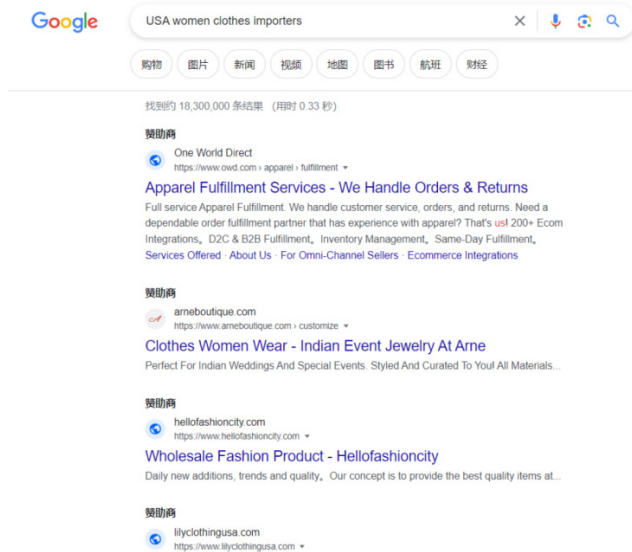 Google
USA women clothes importers
购物 图片 新闻 视频 地图 图书 航班 财经
找到约 18,300,000 条结果 （用时 0.33 秒）
赞助商
One World Direct
https://www.owd.com › apparel › fulfillment
Apparel Fulfillment Services - We Handle Orders & Returns
Full service Apparel Fulfillment. We handle customer service, orders, and returns. Need a
dependable order fulfillment partner that has experience with apparel? That's us! 200+ Ecom
Integrations。D2C & B2B Fulfillment。Inventory Management。Same-Day Fulfillment。
Services Offered · About Us · For Omni-Channel Sellers · Ecommerce Integrations
赞助商
arneboutique.com
https://www.arneboutique.com › customize
Clothes Women Wear - Indian Event Jewelry At Arne
Perfect For Indian Weddings And Special Events. Styled And Curated To You! All Materials...
赞助商
hellofashioncity.com
https://www.hellofashioncity.com
Wholesale Fashion Product - Hellofashioncity
Daily new additions, trends and quality。Our concept is to provide the best quality items at...
赞助商
lilyclothingusa.com
https://www.lilyclothingusa.com